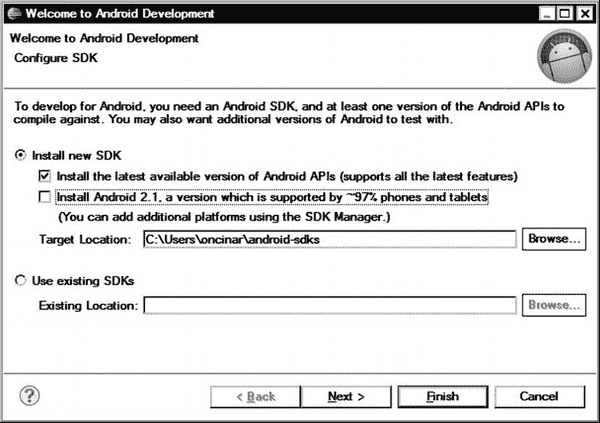 Welcome to Android Development
Welcome to Android Development
Configure SDK
To develop for Android, you need an Android SDK, and at least one version of the Android APIs to
compile against. You may also want additional versions of Android to test with.
Install new SDK
Install the latest available version of Android APIs (supports all the latest features)
Install Android 2.1, a version which is supported by ~97% phones and tablets
(You can add additional platforms using the SDK Manager.)
Target Location: C:\Users\oncinar\android-sdks Browse...
Use existing SDKs
Existing Location: Browse...
? < Back Next > Finish Cancel